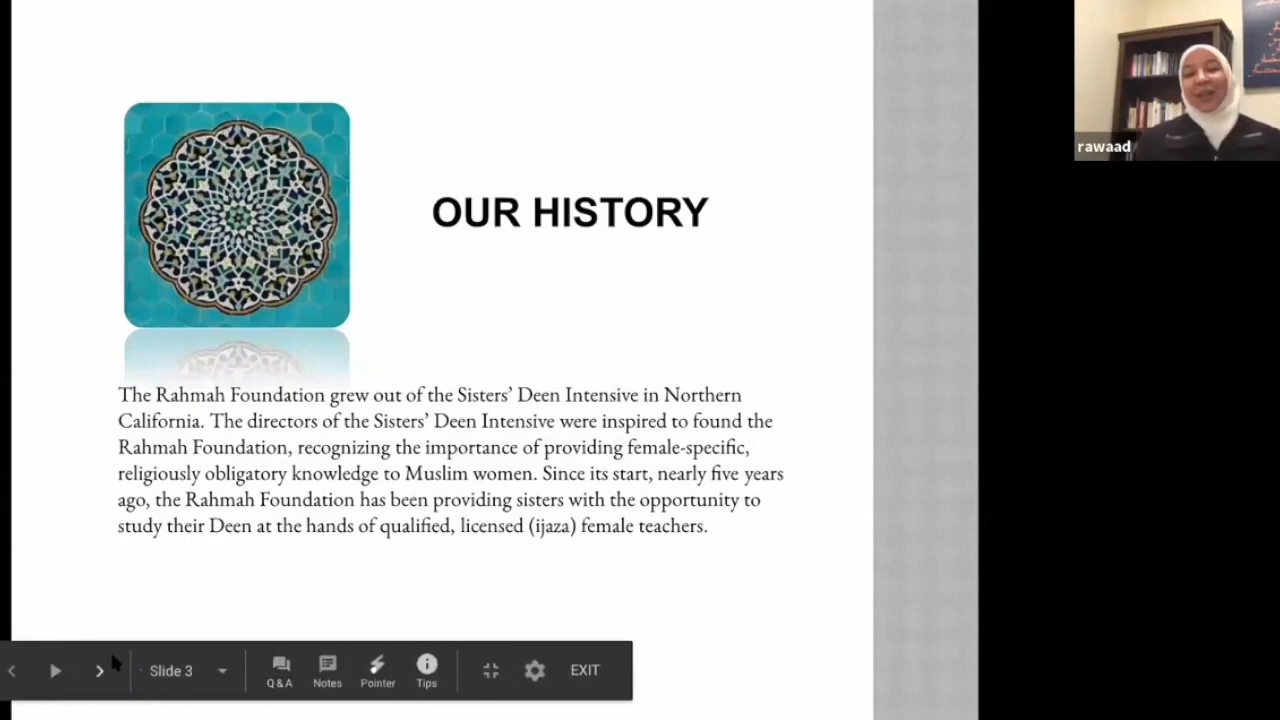 OUR HISTORY
The Rahmah Foundation grew out of the Sisters’ Deen Intensive in Northern
California. The directors of the Sisters’ Deen Intensive were inspired to found the
Rahmah Foundation, recognizing the importance of providing female-specific,
religiously obligatory knowledge to Muslim women. Since its start, nearly five years
ago, the Rahmah Foundation has been providing sisters with the opportunity to
study their Deen at the hands of qualified, licensed (ijaza) female teachers.
rawaad
Slide 3
Q & A
Notes
Pointer
Tips
EXIT